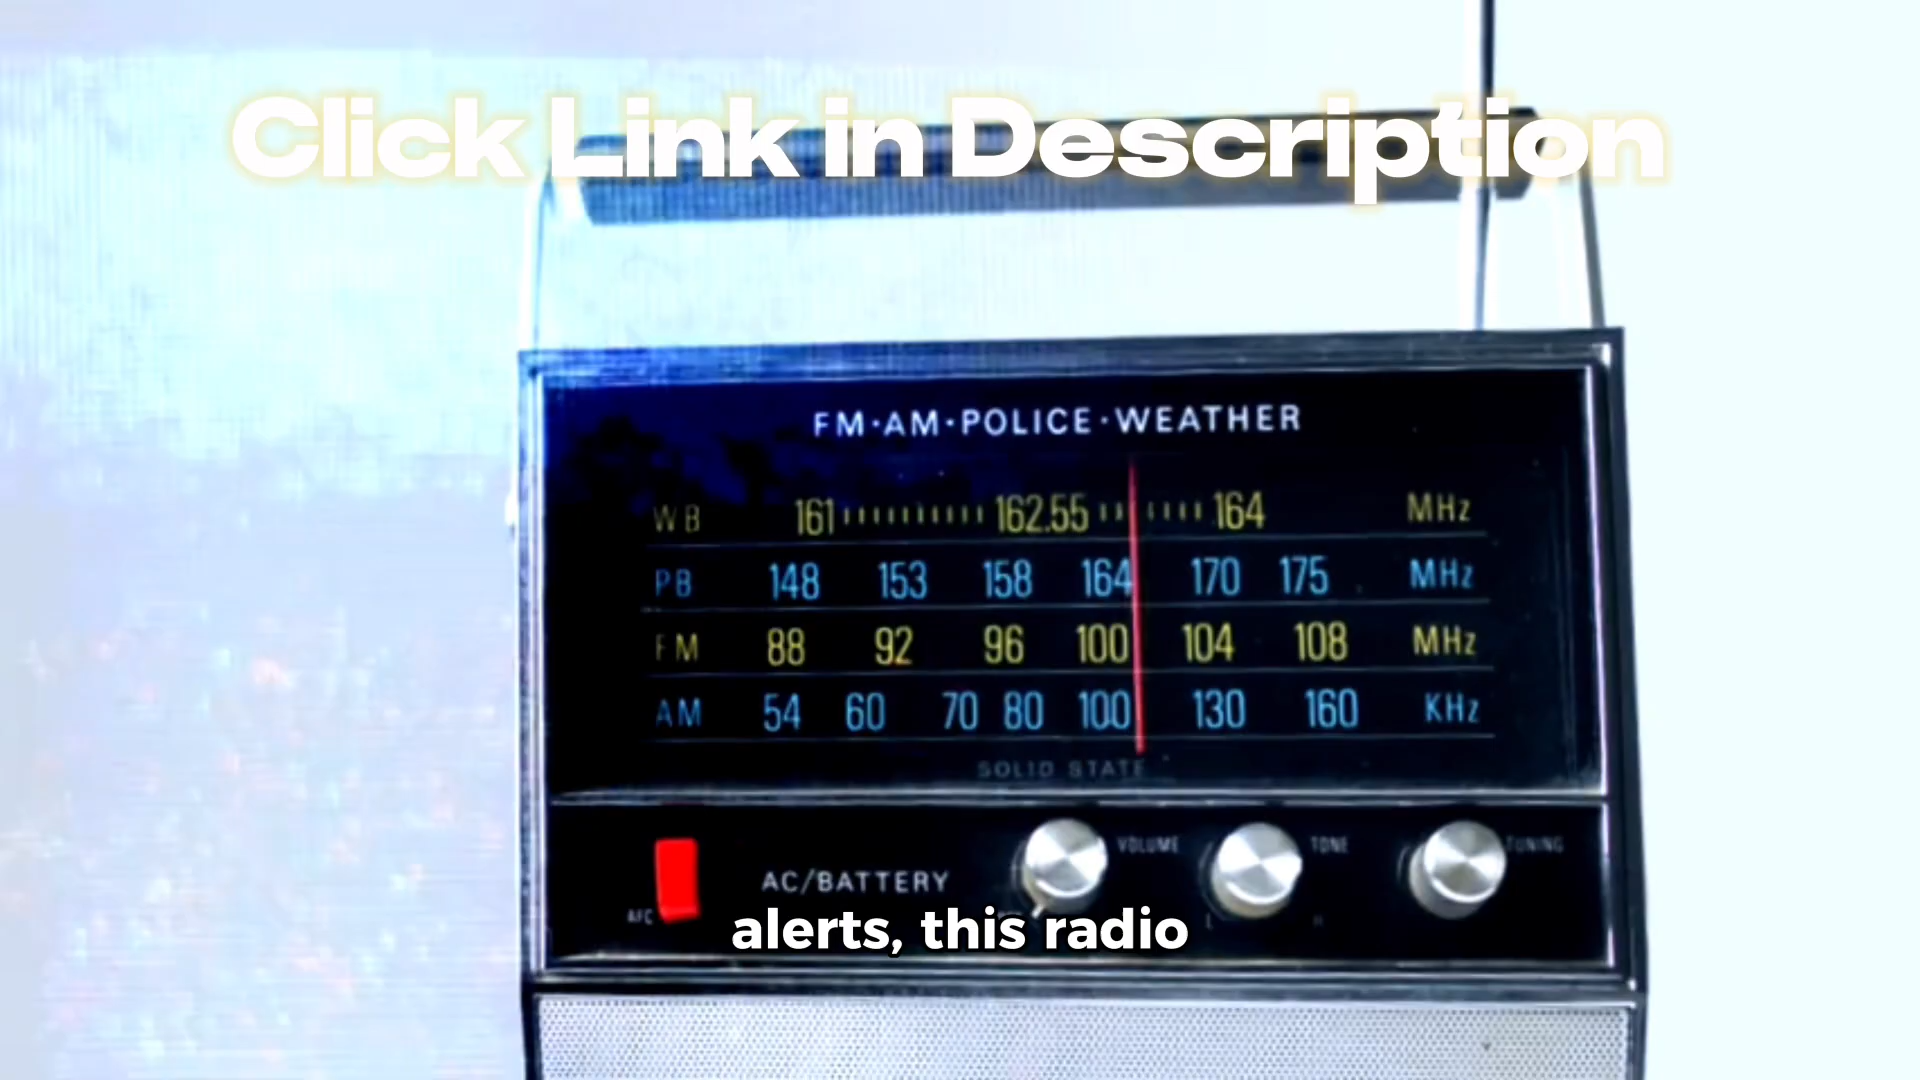 Click Link in Description
FM·AM·POLICE·WEATHER
WB 161 162.55 164 MHz
PB 148 153 158 164 170 175 MHz
FM 88 92 96 100 104 108 MHz
AM 54 60 70 80 100 130 160 KHz
SOLID STATE
VOLUME TONE TUNING
AC/BATTERY
AFC
L H
alerts, this radio